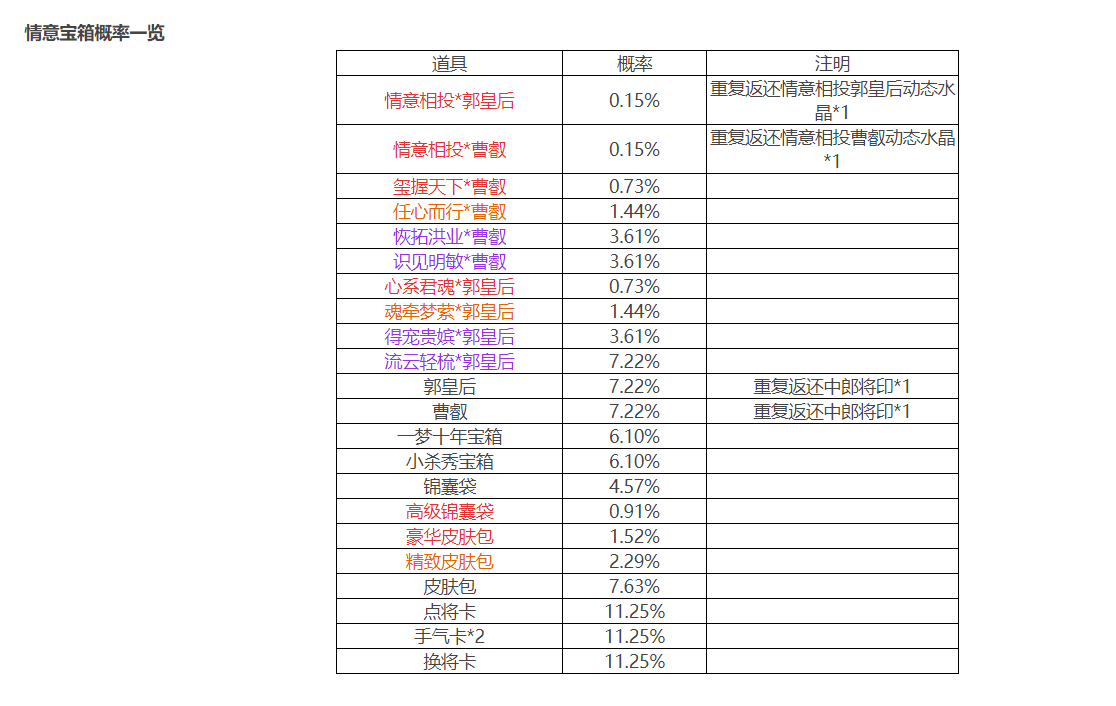 情意宝箱概率一览
道具 概率 注明
情意相投*郭皇后 0.15% 重复返还情意相投郭皇后动态水
晶*1
情意相投*曹叡 0.15% 重复返还情意相投曹叡动态水晶
*1
玺握天下*曹叡 0.73%
任心而行*曹叡 1.44%
恢拓洪业*曹叡 3.61%
识见明敏*曹叡 3.61%
心系君魂*郭皇后 0.73%
魂牵梦萦*郭皇后 1.44%
得宠贵嫔*郭皇后 3.61%
流云轻梳*郭皇后 7.22%
郭皇后 7.22% 重复返还中郎将印*1
曹叡 7.22% 重复返还中郎将印*1
一梦十年宝箱 6.10%
小杀秀宝箱 6.10%
锦囊袋 4.57%
高级锦囊袋 0.91%
豪华皮肤包 1.52%
精致皮肤包 2.29%
皮肤包 7.63%
点将卡 11.25%
手气卡*2 11.25%
换将卡 11.25%